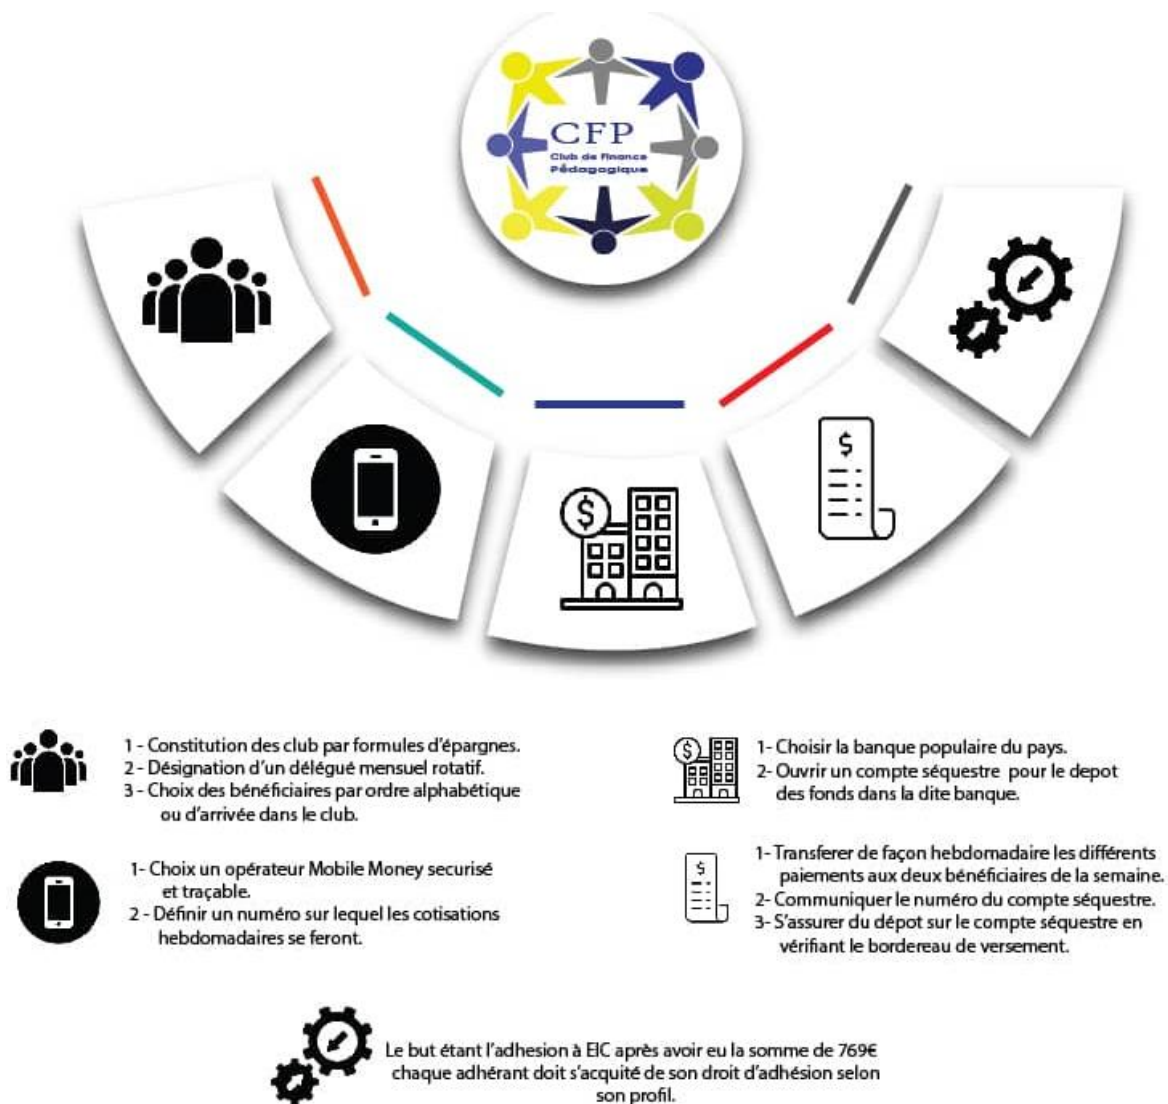 CFP
Club de Finance
Pédagogique
$
$
1 - Constitution des club par formules d'épargnes.
2 - Désignation d'un délégué mensuel rotatif.
3 - Choix des bénéficiaires par ordre alphabétique
ou d'arrivée dans le club.
1- Choix un opérateur Mobile Money securisé
et traçable.
2 - Définir un numéro sur lequel les cotisations
hebdomadaires se feront.
$
1- Choisir la banque populaire du pays.
2- Ouvrir un compte séquestre pour le depot
des fonds dans la dite banque.
$
1- Transferer de façon hebdomadaire les différents
paiements aux deux bénéficiaires de la semaine.
2- Communiquer le numéro du compte séquestre.
3- S'assurer du dépot sur le compte séquestre en
vérifiant le bordereau de versement.
Le but étant l'adhesion à EIC après avoir eu la somme de 769€
chaque adhérant doit s'acquité de son droit d'adhésion selon
son profil.